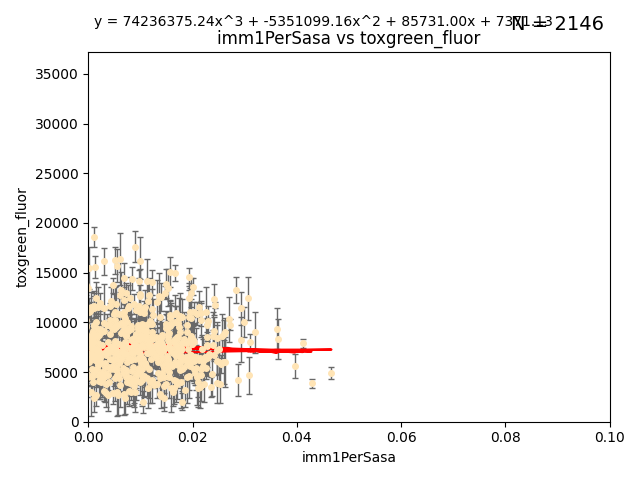 y = 74236375.24x^3 + -5351099.16x^2 + 85731.00x + 7371.13
N = 2146
imm1PerSasa vs toxgreen_fluor
35000
30000
25000
20000
15000
10000
5000
0
toxgreen_fluor
0.00 0.02 0.04 0.06 0.08 0.10
imm1PerSasa